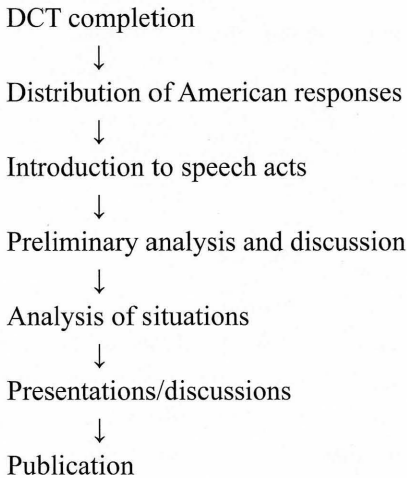 DCT completion
↓
Distribution of American responses
↓
Introduction to speech acts
↓
Preliminary analysis and discussion
↓
Analysis of situations
↓
Presentations/discussions
↓
Publication